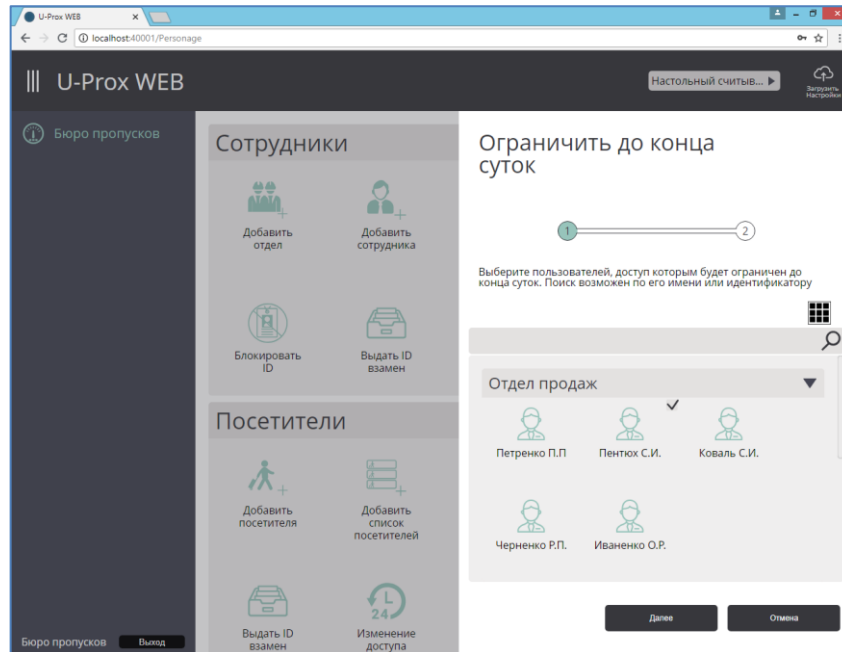 U-Prox WEB
localhost:40001/Personage
U-Prox WEB
Настольный считыв...
Загрузить
Настройки
Бюро пропусков
Сотрудники
Добавить
отдел
Добавить
сотрудника
Блокировать
ID
Выдать ID
взамен
Посетители
Добавить
посетителя
Добавить
список
посетителей
Выдать ID
взамен
24
Изменение
доступа
Ограничить до конца
суток
1
2
Выберите пользователей, доступ которым будет ограничен до
конца суток. Поиск возможен по его имени или идентификатору
Отдел продаж
Петренко П.П
Пентюх С.И.
Коваль С.И.
Черненко Р.П.
Иваненко О.Р.
Далее
Отмена
Бюро пропусков
Выход